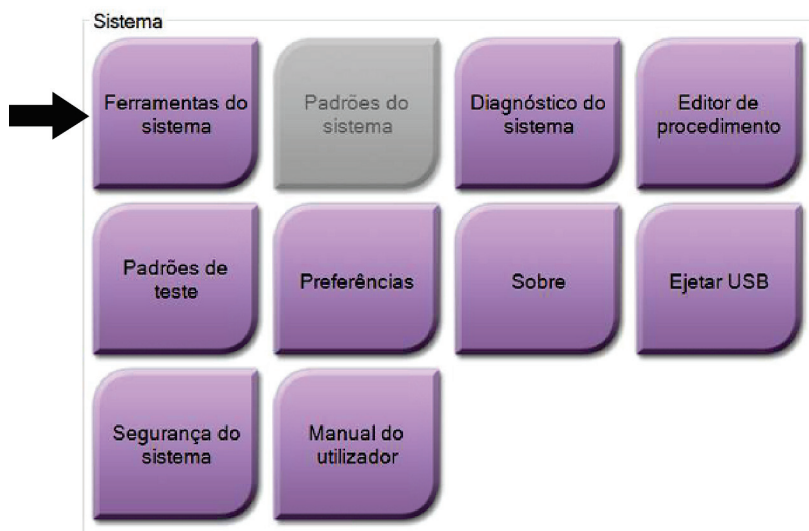 Sistema
Ferramentas do
sistema
Padrões do
sistema
Diagnóstico do
sistema
Editor de
procedimento
Padrões de
teste
Preferências
Sobre
Ejetar USB
Segurança do
sistema
Manual do
utilizador